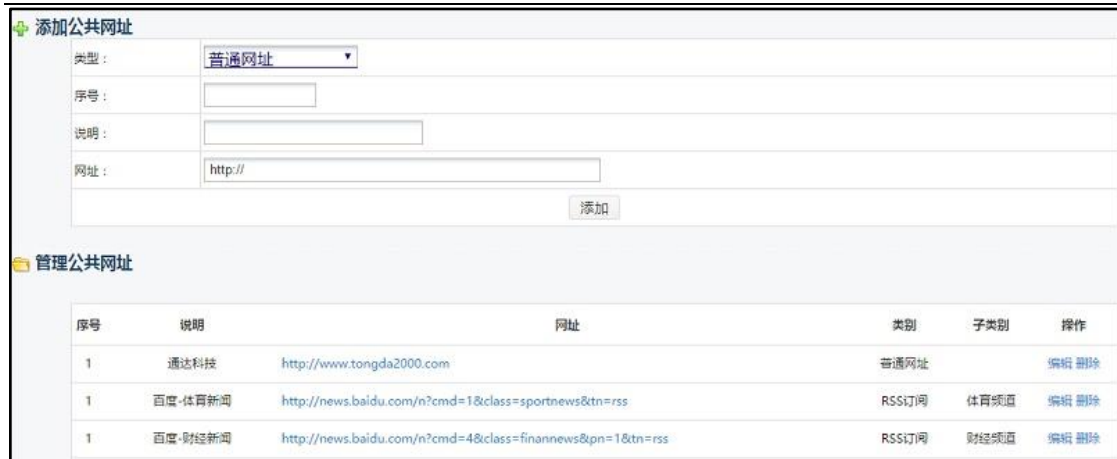 添加公共网址
类型： 普通网址
序号：
说明：
网址： http://
添加
管理公共网址
序号 说明 网址 类别 子类别 操作
1 通达科技 http://www.tongda2000.com 普通网址 编辑 删除
1 百度-体育新闻 http://news.baidu.com/n?cmd=1&class=sportnews&tn=rss RSS订阅 体育频道 编辑 删除
1 百度-财经新闻 http://news.baidu.com/n?cmd=4&class=finannews&pn=1&tn=rss RSS订阅 财经频道 编辑 删除